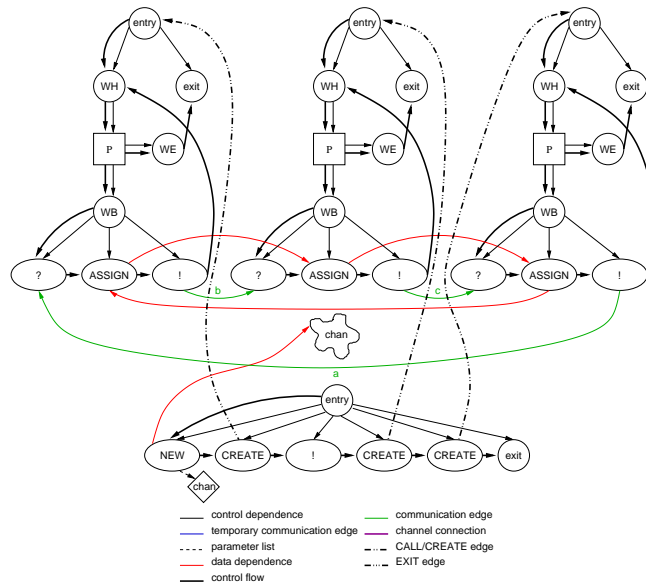 entry entry entry
WH exit WH exit WH exit
P WE P WE P WE
WB WB WB
? ASSIGN ! ? ASSIGN ! ? ASSIGN !
b c
chan
a
entry
NEW CREATE ! CREATE CREATE exit
chan
control dependence communication edge
temporary communication edge channel connection
parameter list CALL/CREATE edge
data dependence EXIT edge
control flow